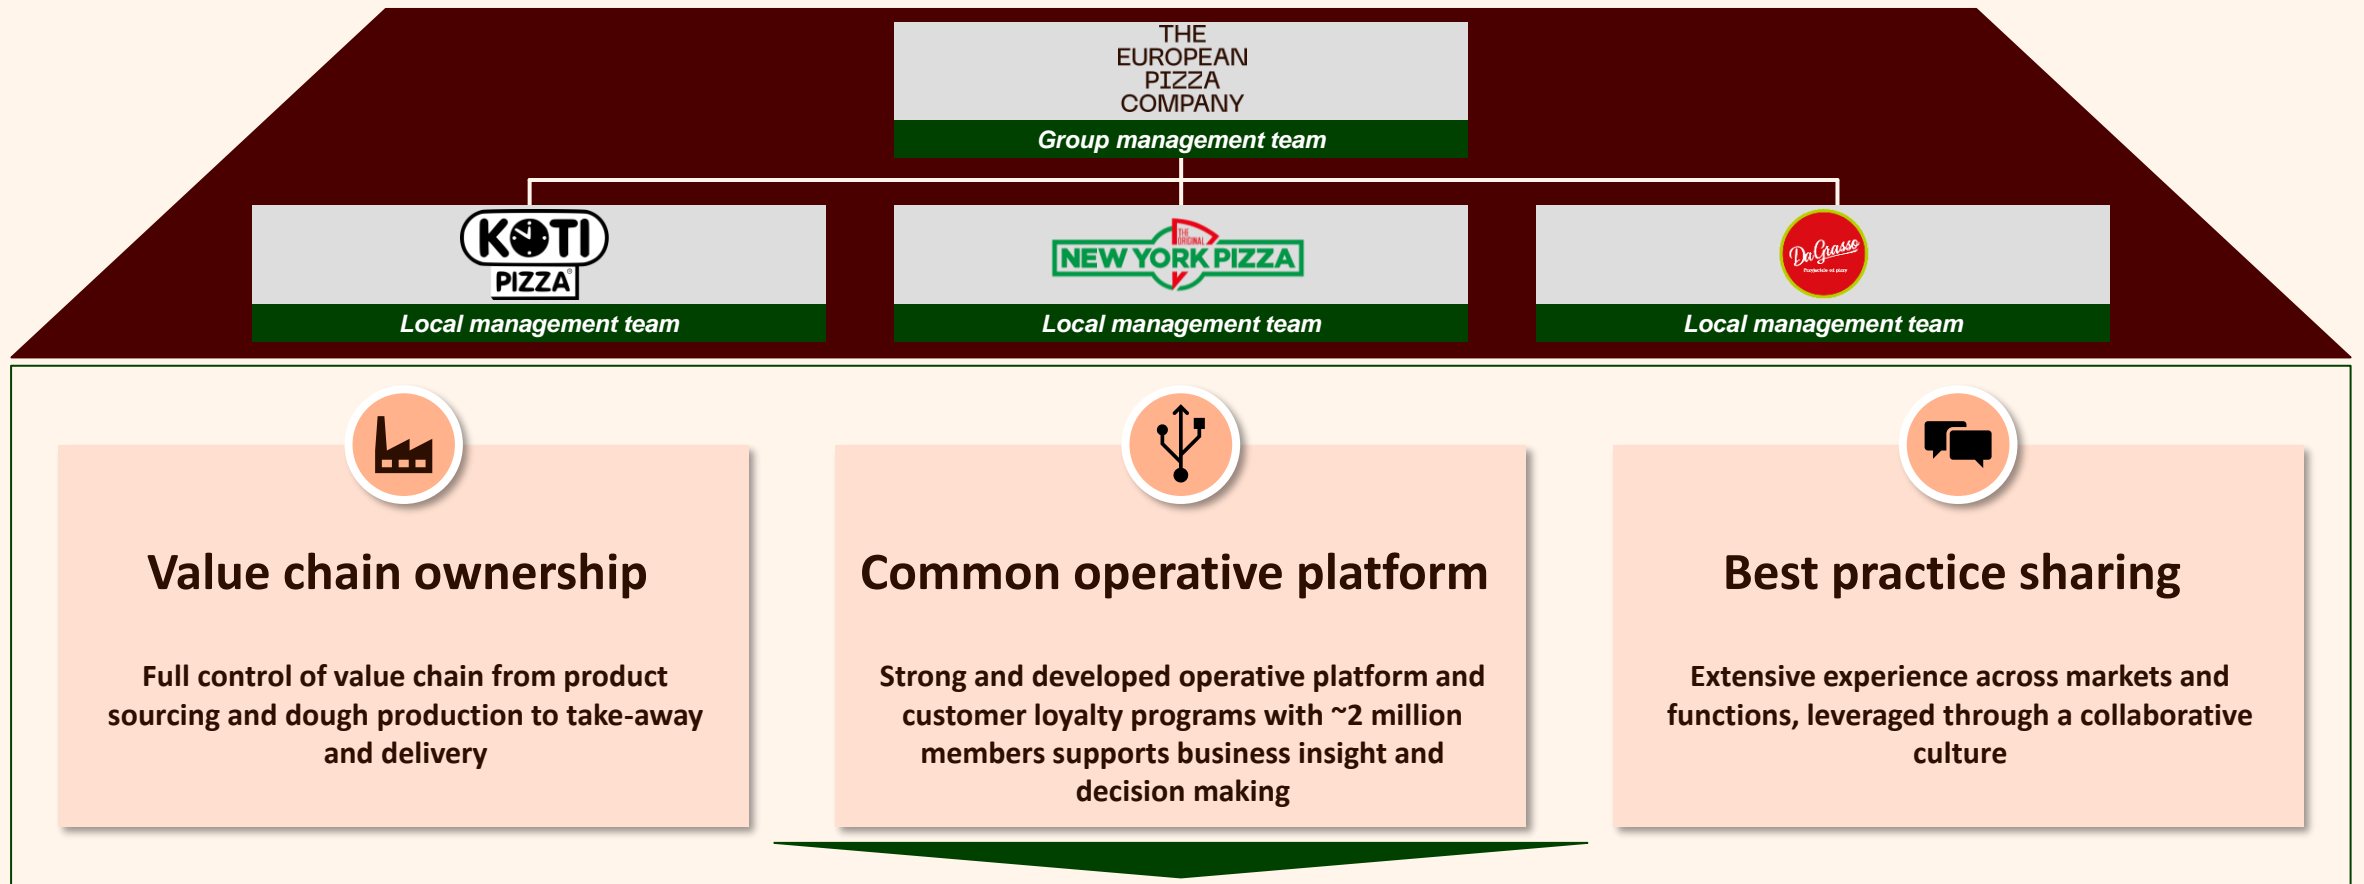 THE
EUROPEAN
PIZZA
COMPANY
Group management team
KOTI
PIZZA®
Local management team
THE
ORIGINAL
NEW YORK PIZZA
Local management team
DaGrasso
Local management team
Value chain ownership
Full control of value chain from product
sourcing and dough production to take-away
and delivery
Common operative platform
Strong and developed operative platform and
customer loyalty programs with ~2 million
members supports business insight and
decision making
Best practice sharing
Extensive experience across markets and
functions, leveraged through a collaborative
culture